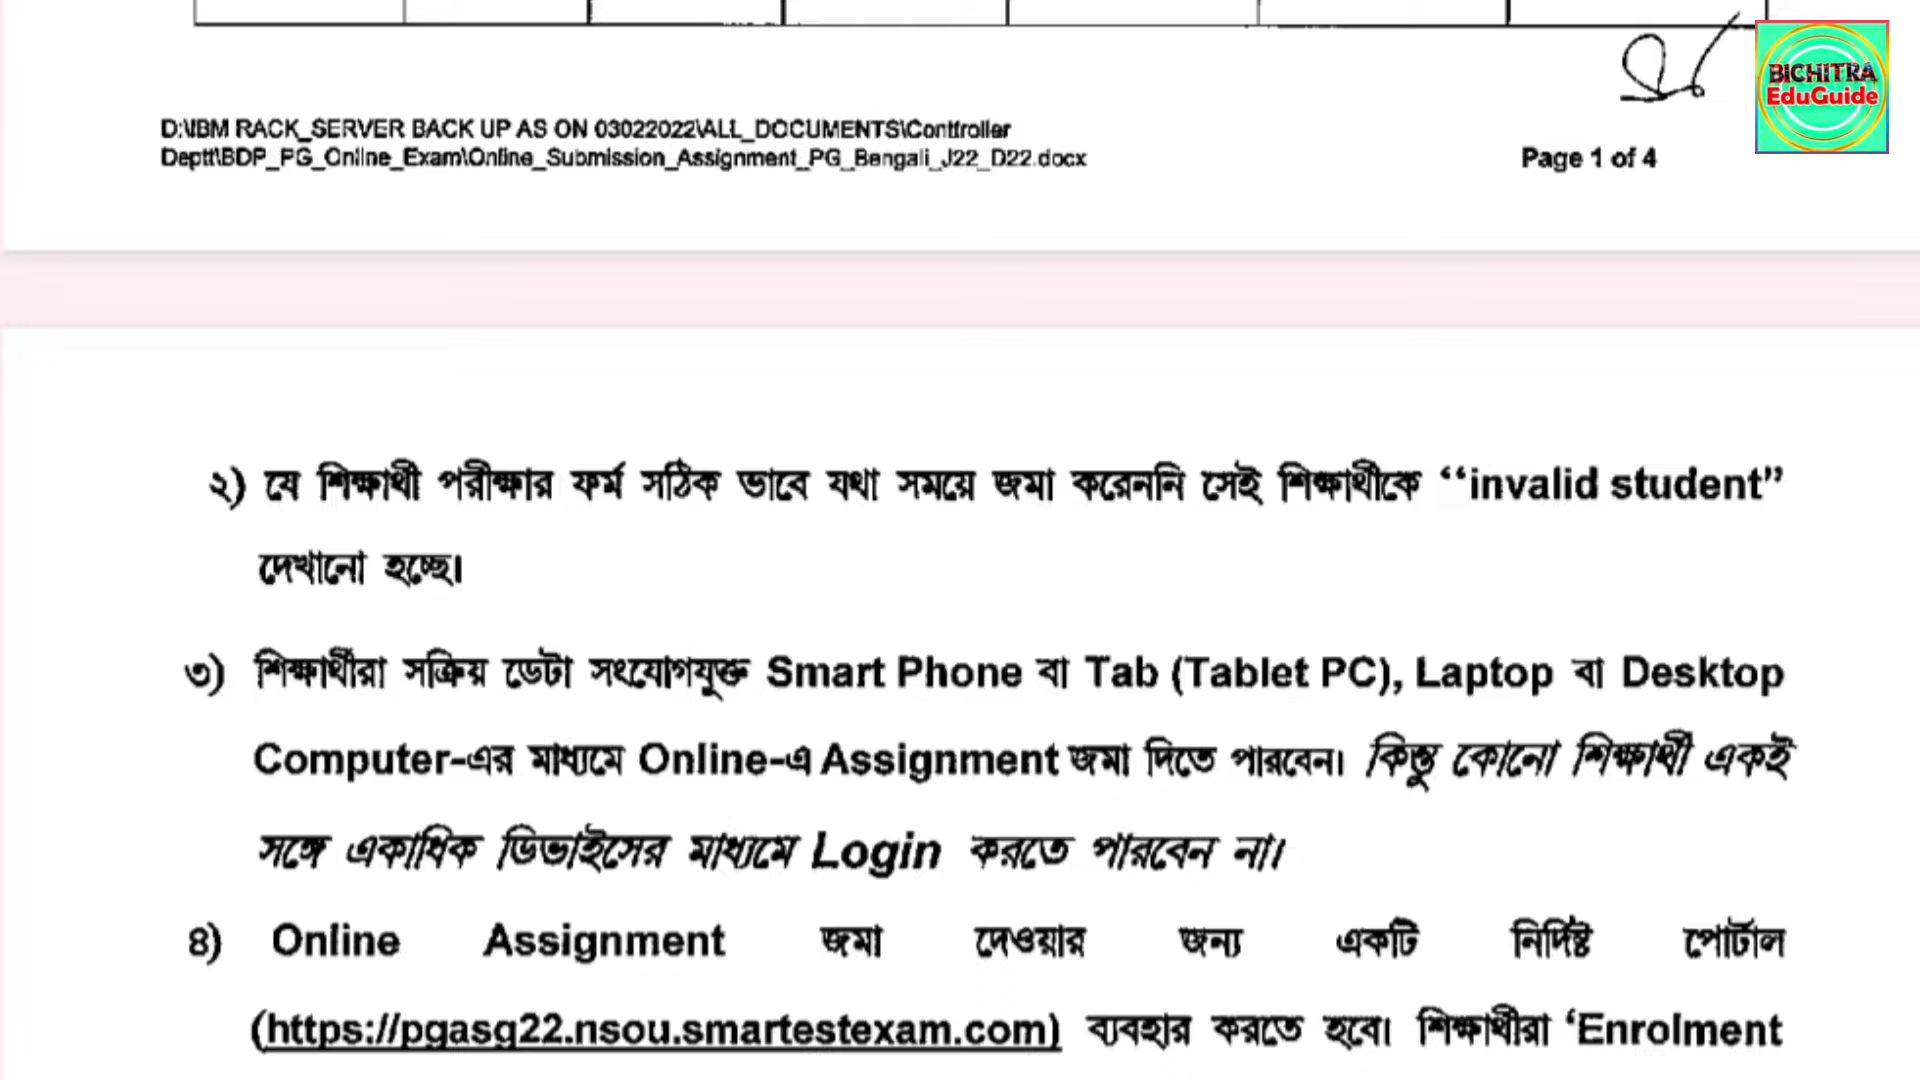 BICHITRA
EduGuide
D:\IBM RACK_SERVER BACK UP AS ON 03022022\ALL_DOCUMENTS\Conttroller
Deptt\BDP_PG_Online_Exam\Online_Submission_Assignment_PG_Bengali_J22_D22.docx
Page 1 of 4
২) যে শিক্ষার্থী পরীক্ষার ফর্ম সঠিক ভাবে যথা সময়ে জমা করেননি সেই শিক্ষার্থীকে ‘‘invalid student”
দেখানো হচ্ছে।
৩) শিক্ষার্থীরা সক্রিয় ডেটা সংযোগযুক্ত Smart Phone বা Tab (Tablet PC), Laptop বা Desktop
Computer-এর মাধ্যমে Online-এ Assignment জমা দিতে পারবেন। কিন্তু কোনো শিক্ষার্থী একই
সঙ্গে একাধিক ডিভাইসের মাধ্যমে Login করতে পারবেন না।
৪) Online Assignment জমা দেওয়ার জন্য একটি নির্দিষ্ট পোর্টাল
(https://pgasg22.nsou.smartestexam.com) ব্যবহার করতে হবে। শিক্ষার্থীরা ‘Enrolment